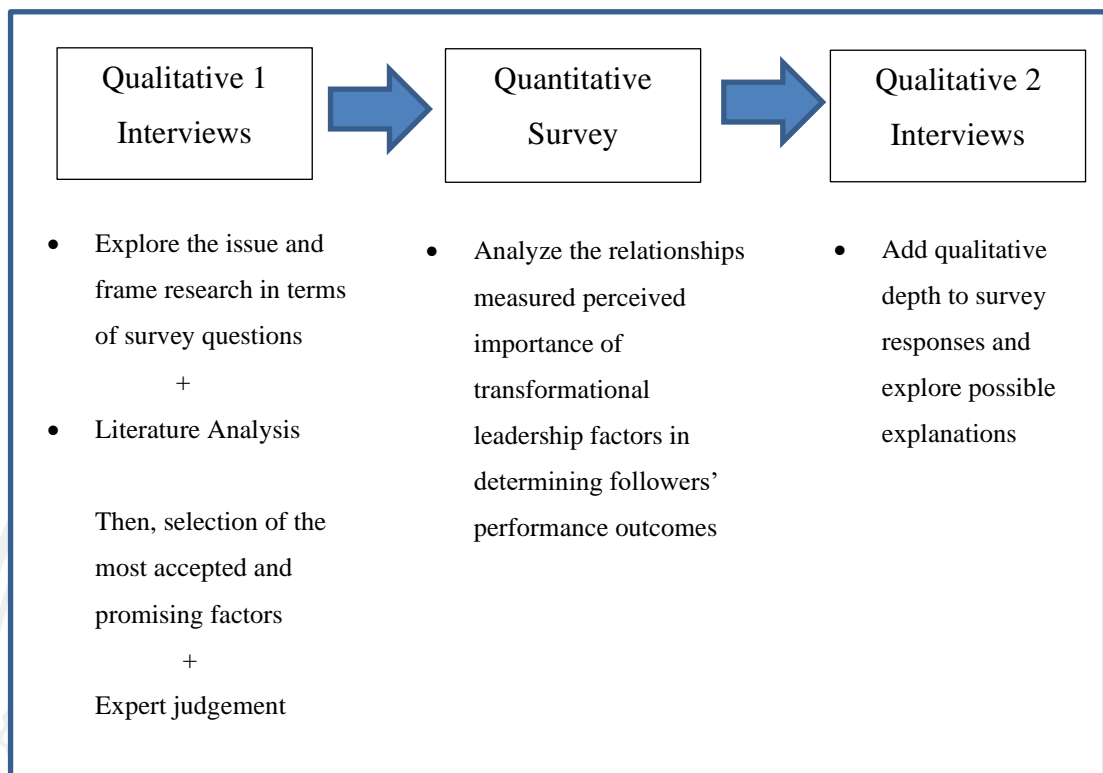 Qualitative 1
Interviews
Quantitative
Survey
Qualitative 2
Interviews
• Explore the issue and
frame research in terms
of survey questions
+
• Literature Analysis
Then, selection of the
most accepted and
promising factors
+
Expert judgement
• Analyze the relationships
measured perceived
importance of
transformational
leadership factors in
determining followers’
performance outcomes
• Add qualitative
depth to survey
responses and
explore possible
explanations